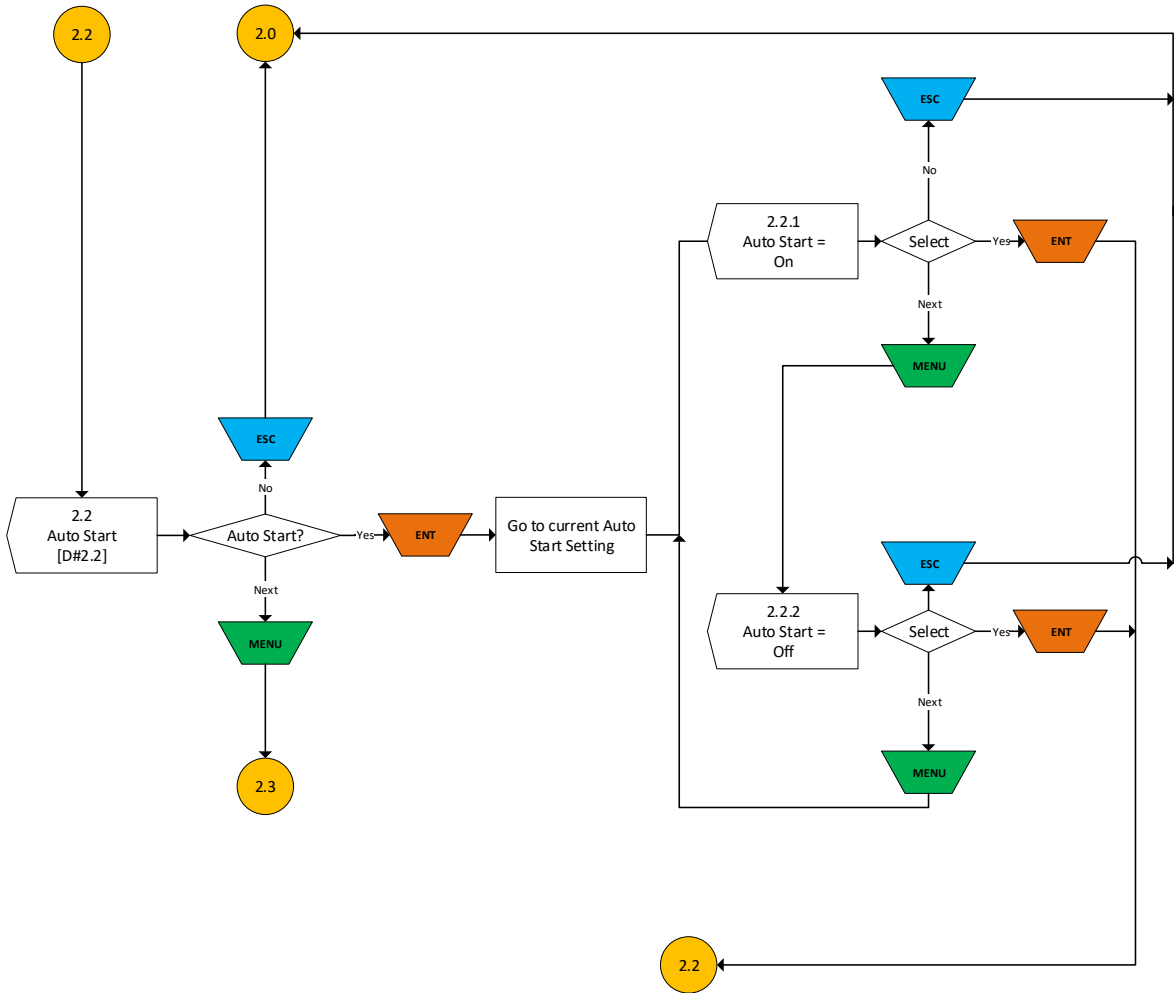 2.2
2.0
ESC
No
2.2.1
Auto Start =
On
Select
Yes
ENT
Next
MENU
ESC
No
2.2
Auto Start
[D#2.2]
Auto Start?
Yes
ENT
Go to current Auto
Start Setting
Next
MENU
2.3
ESC
2.2.2
Auto Start =
Off
Select
Yes
ENT
Next
MENU
2.2